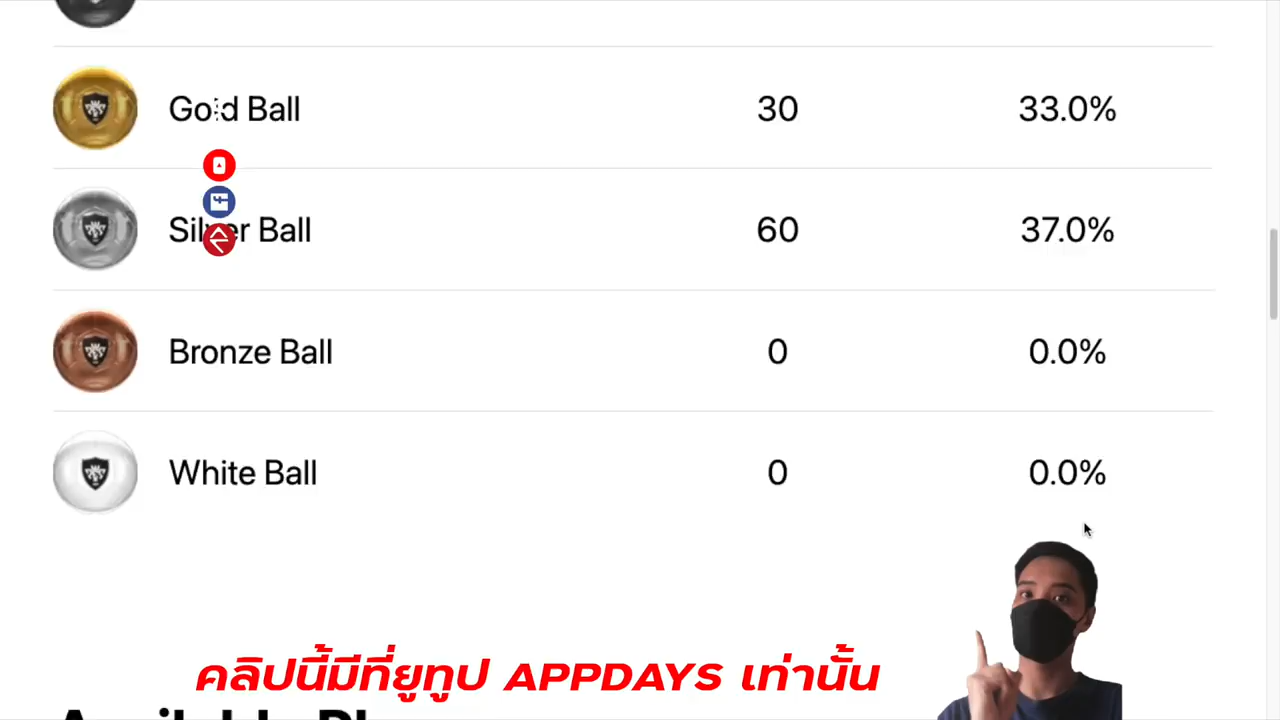 Gold Ball 30 33.0%
Silver Ball 60 37.0%
Bronze Ball 0 0.0%
White Ball 0 0.0%
คลิปนี้มีที่ยูทูป APPDAYS เท่านั้น